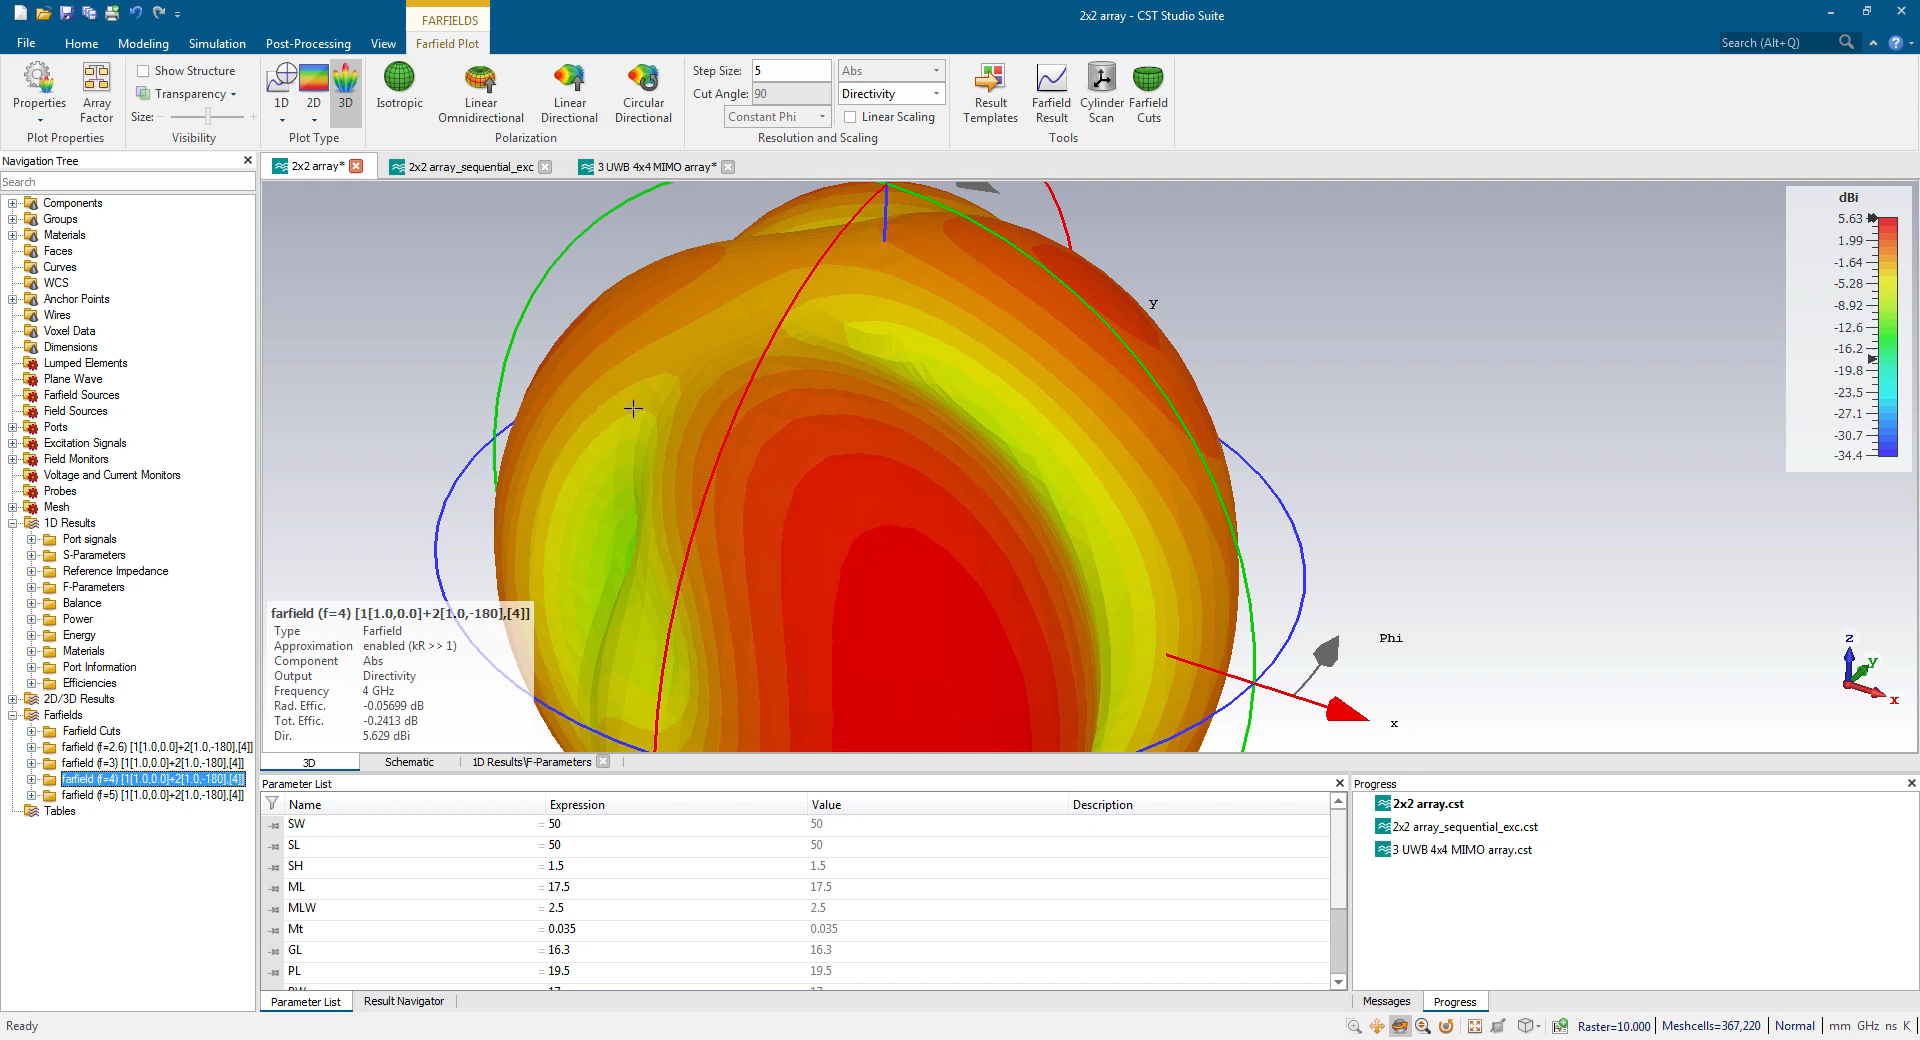 FARFIELDS
2x2 array - CST Studio Suite
File Home Modeling Simulation Post-Processing View Farfield Plot
Search (Alt+Q)
Properties
Array Factor
Plot Properties
Show Structure
Transparency
Size:
Visibility
1D 2D 3D
Plot Type
Isotropic
Linear Omnidirectional
Linear Directional
Circular Directional
Polarization
Step Size: 5
Cut Angle: 90
Constant Phi
Abs
Directivity
Linear Scaling
Resolution and Scaling
Result Templates
Farfield Result
Cylinder Scan
Farfield Cuts
Tools
Navigation Tree
Search
2x2 array*
2x2 array_sequential_exc
3 UWB 4x4 MIMO array*
Components
Groups
Materials
Faces
Curves
WCS
Anchor Points
Wires
Voxel Data
Dimensions
Lumped Elements
Plane Wave
Farfield Sources
Field Sources
Ports
Excitation Signals
Field Monitors
Voltage and Current Monitors
Probes
Mesh
1D Results
Port signals
S-Parameters
Reference Impedance
F-Parameters
Balance
Power
Energy
Materials
Port Information
Efficiencies
2D/3D Results
Farfields
Farfield Cuts
farfield (f=2.6) [1[1.0,0.0]+2[1.0,-180],[4]]
farfield (f=3) [1[1.0,0.0]+2[1.0,-180],[4]]
farfield (f=4) [1[1.0,0.0]+2[1.0,-180],[4]]
farfield (f=5) [1[1.0,0.0]+2[1.0,-180],[4]]
Tables
y
Phi
x
dBi
5.63
1.99
-1.64
-5.28
-8.92
-12.6
-16.2
-19.8
-23.5
-27.1
-30.7
-34.4
z
y
x
farfield (f=4) [1[1.0,0.0]+2[1.0,-180],[4]]
Type Farfield
Approximation enabled (kR >> 1)
Component Abs
Output Directivity
Frequency 4 GHz
Rad. Effic. -0.05699 dB
Tot. Effic. -0.2413 dB
Dir. 5.629 dBi
3D Schematic 1D Results\F-Parameters
Parameter List
Name Expression Value Description
SW = 50 50
SL = 50 50
SH = 1.5 1.5
ML = 17.5 17.5
MLW = 2.5 2.5
Mt = 0.035 0.035
GL = 16.3 16.3
PL = 19.5 19.5
Parameter List Result Navigator
Progress
2x2 array.cst
2x2 array_sequential_exc.cst
3 UWB 4x4 MIMO array.cst
Messages Progress
Ready
Raster=10.000 Meshcells=367,220 Normal mm GHz ns K